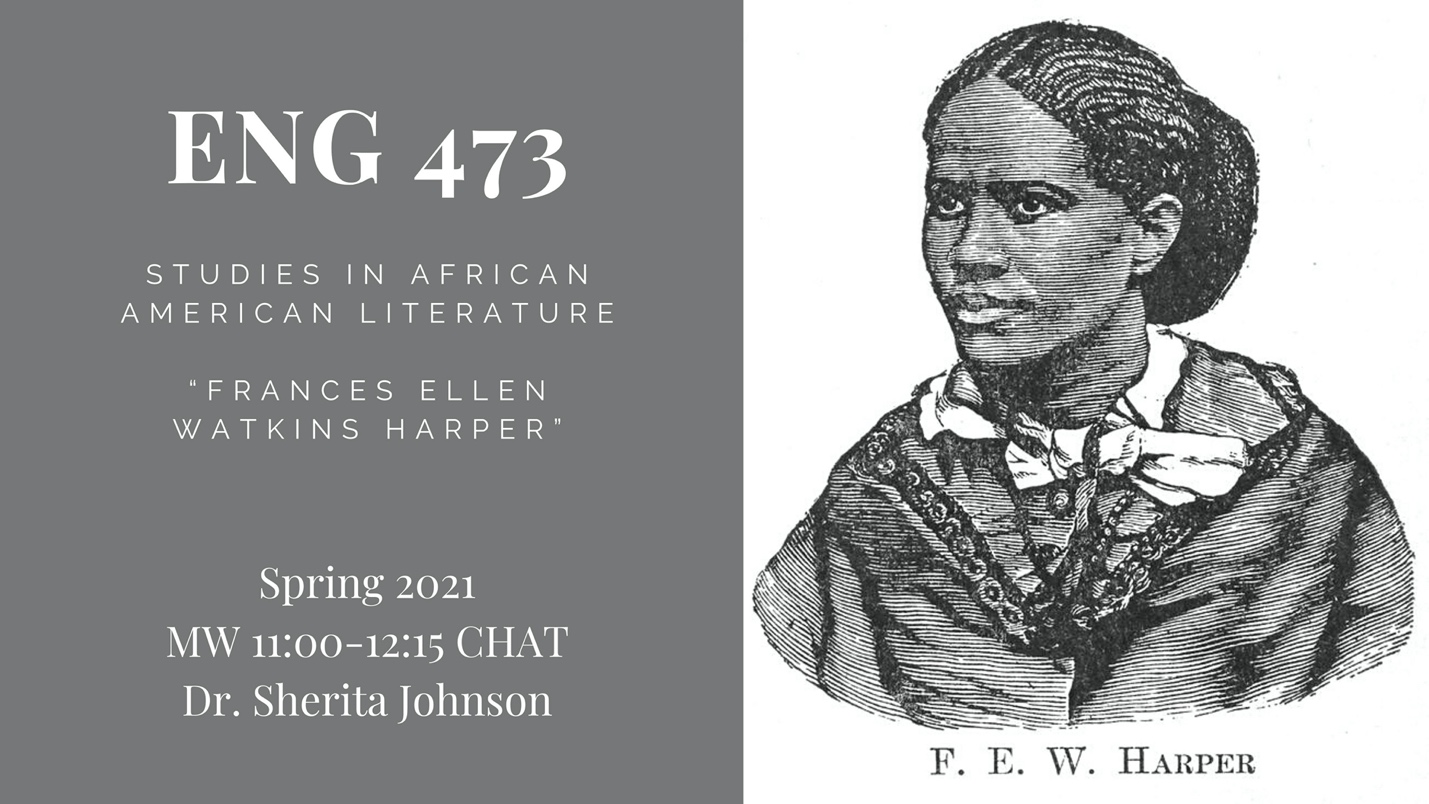 ENG 473
STUDIES IN AFRICAN
AMERICAN LITERATURE
“FRANCES ELLEN
WATKINS HARPER”
Spring 2021
MW 11:00-12:15 CHAT
Dr. Sherita Johnson
F. E. W. HARPER